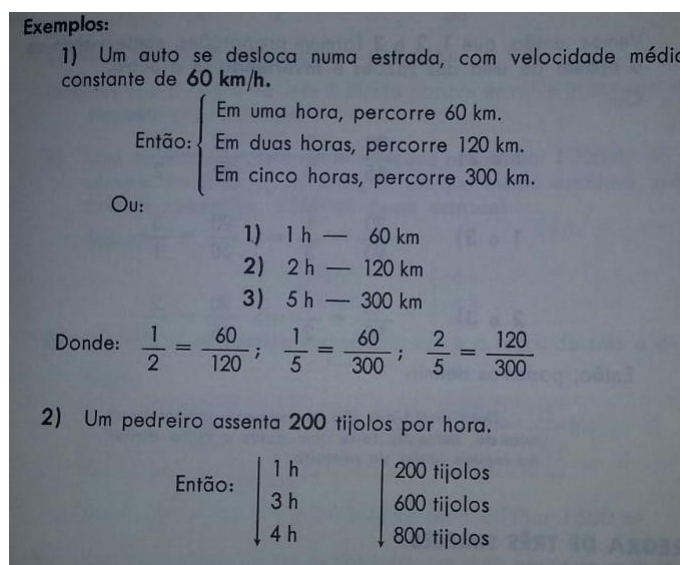 Exemplos:
1) Um auto se desloca numa estrada, com velocidade médi
constante de 60 km/h.
Em uma hora, percorre 60 km.
Então: Em duas horas, percorre 120 km.
Em cinco horas, percorre 300 km.
Ou:
1) 1 h — 60 km
2) 2 h — 120 km
3) 5 h — 300 km
Donde: 1/2 = 60/120 ; 1/5 = 60/300 ; 2/5 = 120/300
2) Um pedreiro assenta 200 tijolos por hora.
1 h 200 tijolos
Então: 3 h 600 tijolos
4 h 800 tijolos